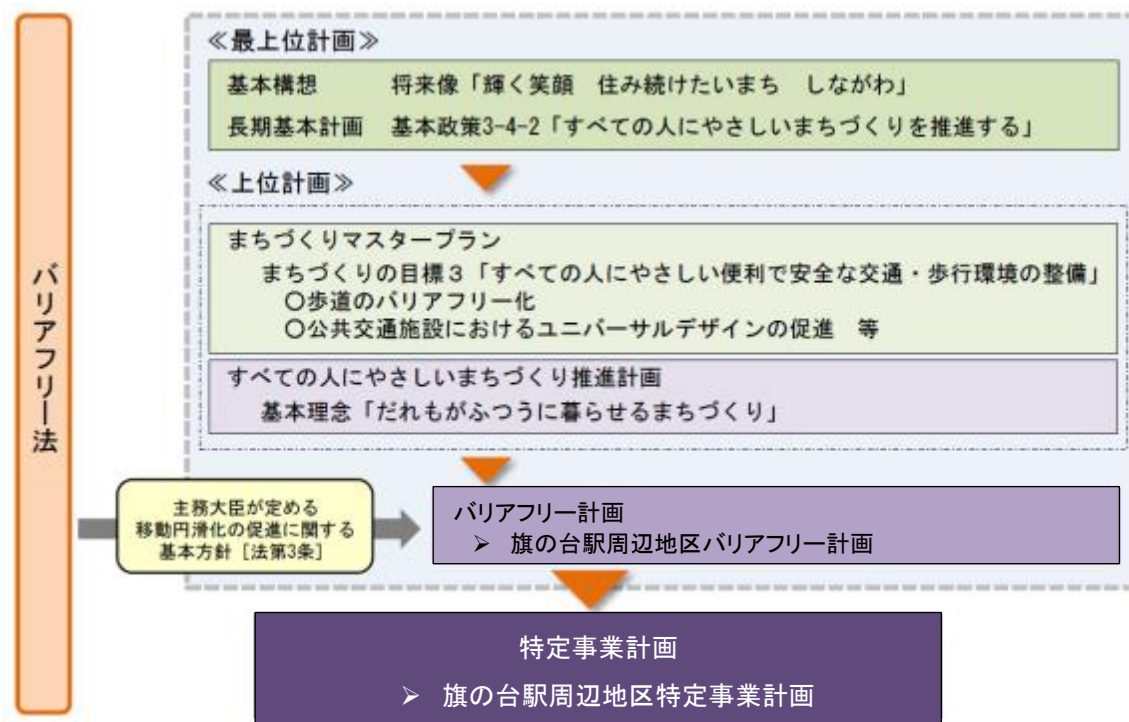 バリアフリー法
≪最上位計画≫
基本構想　将来像「輝く笑顔　住み続けたいまち　しながわ」
長期基本計画　基本政策3-4-2「すべての人にやさしいまちづくりを推進する」
≪上位計画≫
まちづくりマスタープラン
まちづくりの目標３「すべての人にやさしい便利で安全な交通・歩行環境の整備」
〇歩道のバリアフリー化
〇公共交通施設におけるユニバーサルデザインの促進　等
すべての人にやさしいまちづくり推進計画
基本理念「だれもがふつうに暮らせるまちづくり」
主務大臣が定める
移動円滑化の促進に関する
基本方針［法第3条］
バリアフリー計画
➢ 旗の台駅周辺地区バリアフリー計画
特定事業計画
➢ 旗の台駅周辺地区特定事業計画